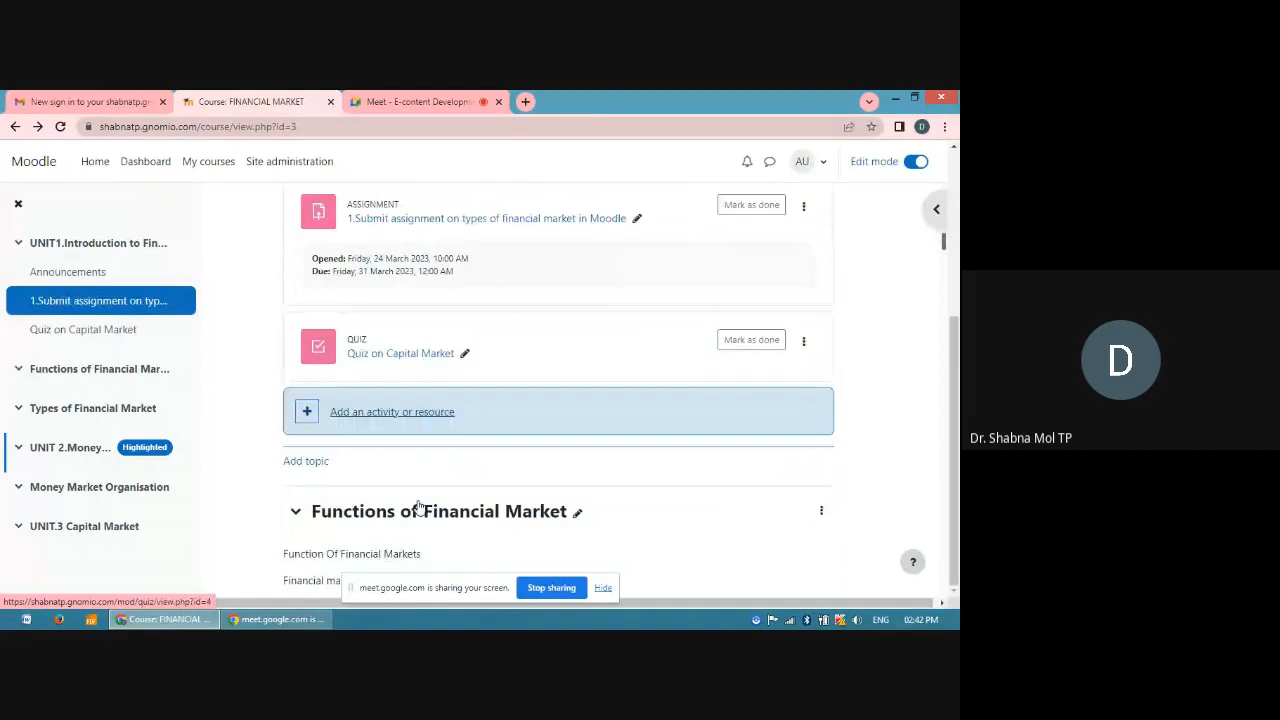 New sign in to your shabnatp.gr
Course: FINANCIAL MARKET
Meet - E-content Developm
shabnatp.gnomio.com/course/view.php?id=3
D
Moodle
Home
Dashboard
My courses
Site administration
AU
Edit mode
UNIT1.Introduction to Fin...
Announcements
1.Submit assignment on typ...
Quiz on Capital Market
Functions of Financial Mar...
Types of Financial Market
UNIT 2.Money...
Highlighted
Money Market Organisation
UNIT.3 Capital Market
ASSIGNMENT
1.Submit assignment on types of financial market in Moodle
Mark as done
Opened: Friday, 24 March 2023, 10:00 AM
Due: Friday, 31 March 2023, 12:00 AM
QUIZ
Quiz on Capital Market
Mark as done
Add an activity or resource
Add topic
Functions of Financial Market
Function Of Financial Markets
Financial ma
?
meet.google.com is sharing your screen.
Stop sharing
Hide
https://shabnatp.gnomio.com/mod/quiz/view.php?id=4
Course: FINANCIAL ...
meet.google.com is ...
ENG
02:42 PM
D
Dr. Shabna Mol TP